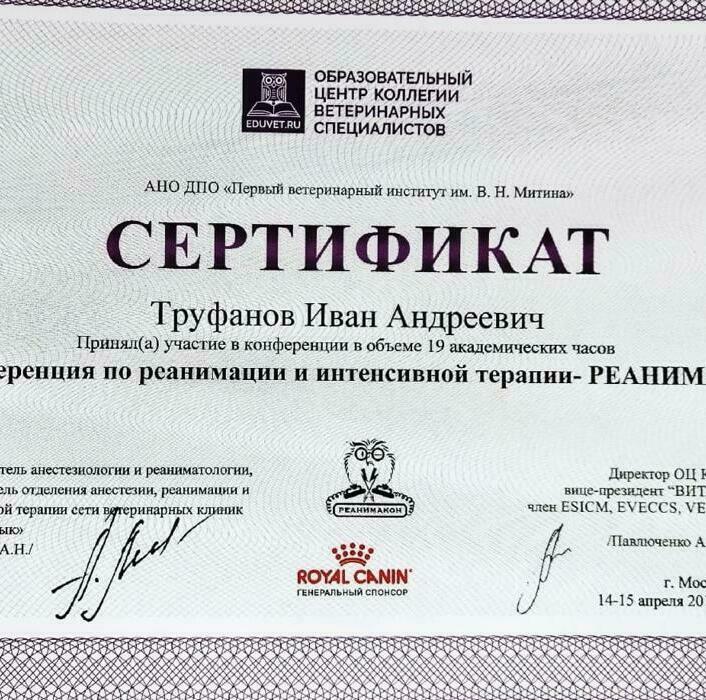 ОБРАЗОВАТЕЛЬНЫЙ
ЦЕНТР КОЛЛЕГИИ
ВЕТЕРИНАРНЫХ
СПЕЦИАЛИСТОВ
EDUVET.RU
АНО ДПО «Первый ветеринарный институт им. В. Н. Митина»
СЕРТИФИКАТ
Труфанов Иван Андреевич
Принял(а) участие в конференции в объеме 19 академических часов
еренция по реанимации и интенсивной терапии- РЕАНИМ
тель анестезиологии и реаниматологии,
ель отделения анестезии, реанимации и
ой терапии сети ветеринарных клиник
ык»
А.Н./
РЕАНИМАКОН
ROYAL CANIN
ГЕНЕРАЛЬНЫЙ СПОНСОР
Директор ОЦ К
вице-президент “ВИТ
член ESICM, EVECCS, VE
/Павлюченко А
г. Мос
14-15 апреля 20